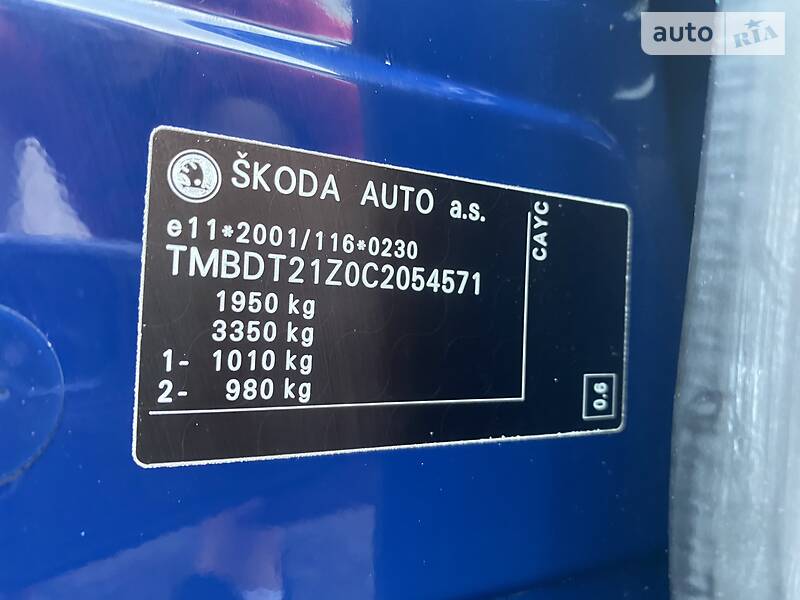 auto RIA
ŠKODA AUTO a.s.
e11*2001/116*0230
TMBDT21Z0C2054571
1950 kg
3350 kg
1- 1010 kg
2- 980 kg
CAYC
0.6